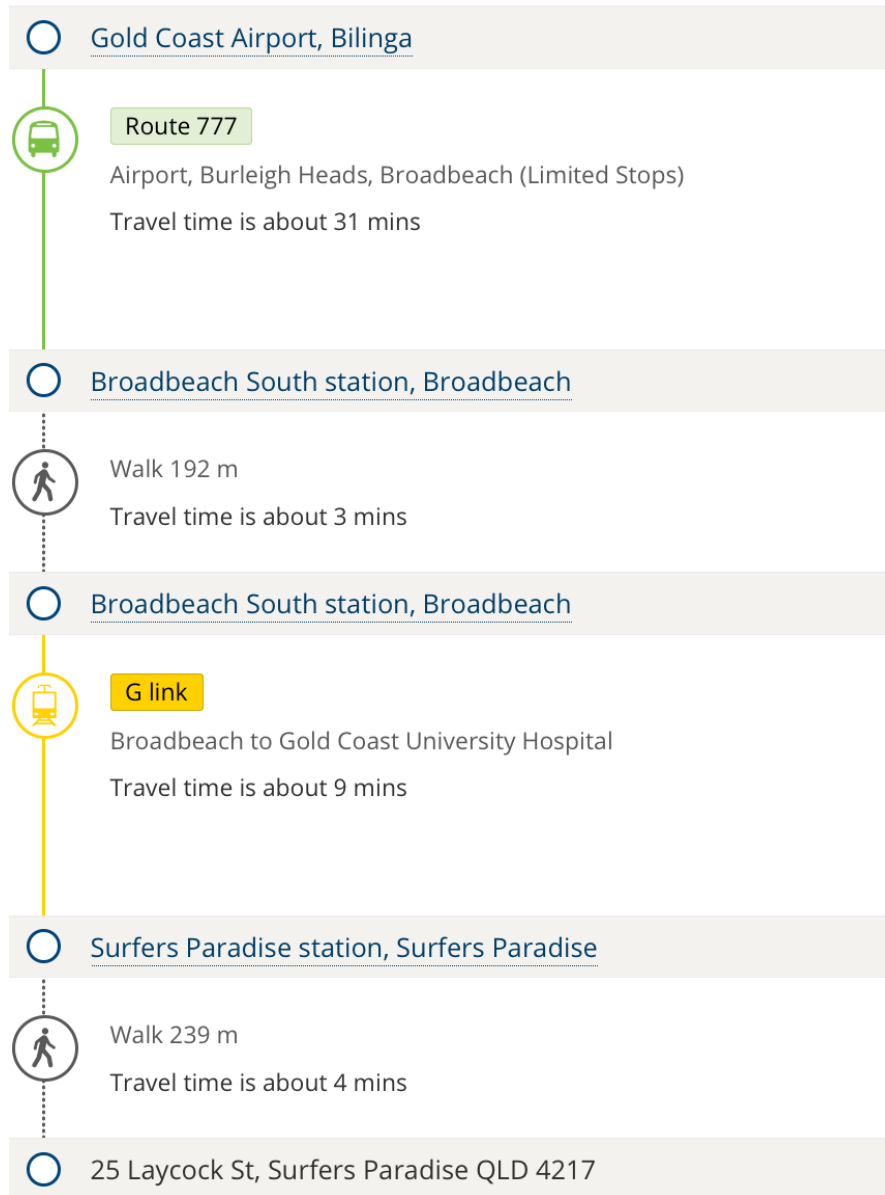 Gold Coast Airport, Bilinga
Route 777
Airport, Burleigh Heads, Broadbeach (Limited Stops)
Travel time is about 31 mins
Broadbeach South station, Broadbeach
Walk 192 m
Travel time is about 3 mins
Broadbeach South station, Broadbeach
G link
Broadbeach to Gold Coast University Hospital
Travel time is about 9 mins
Surfers Paradise station, Surfers Paradise
Walk 239 m
Travel time is about 4 mins
25 Laycock St, Surfers Paradise QLD 4217